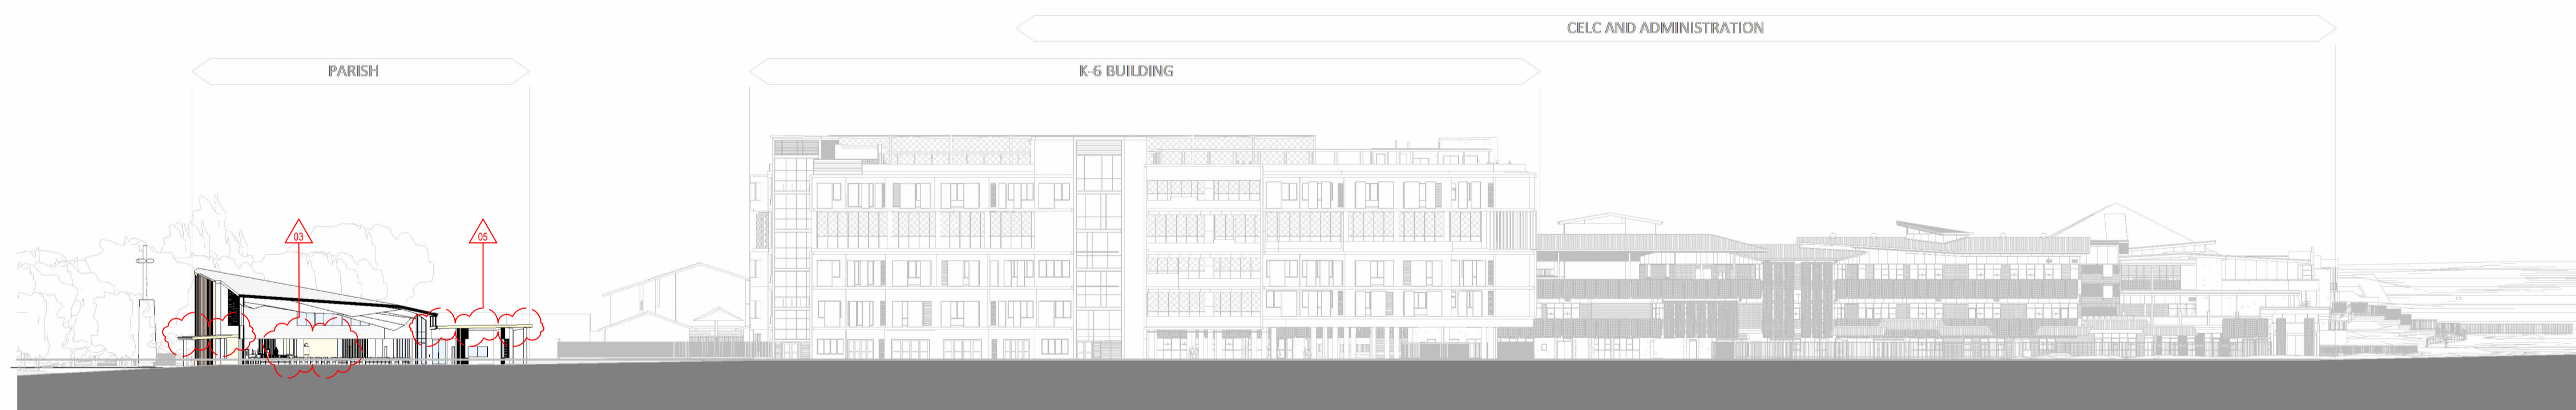 CELC AND ADMINISTRATION
PARISH
K-6 BUILDING
03
05